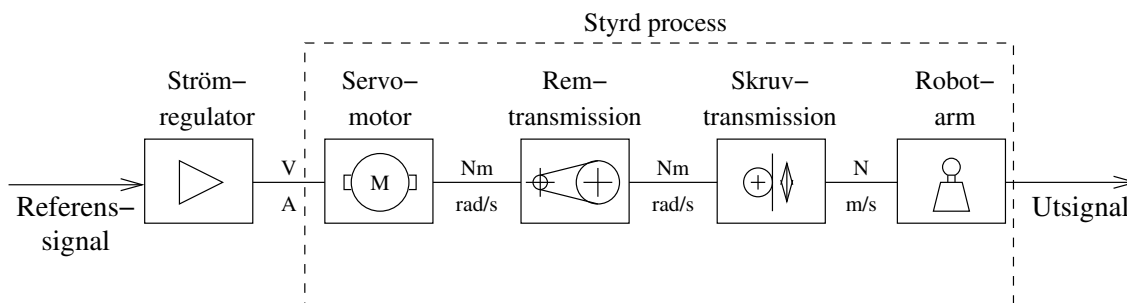 Styrd process
Ström−
regulator
Servo-
motor
Rem-
transmission
Skruv-
transmission
Robot-
arm
Referens−
signal
V
A
M
Nm
rad/s
Nm
rad/s
N
m/s
Utsignal